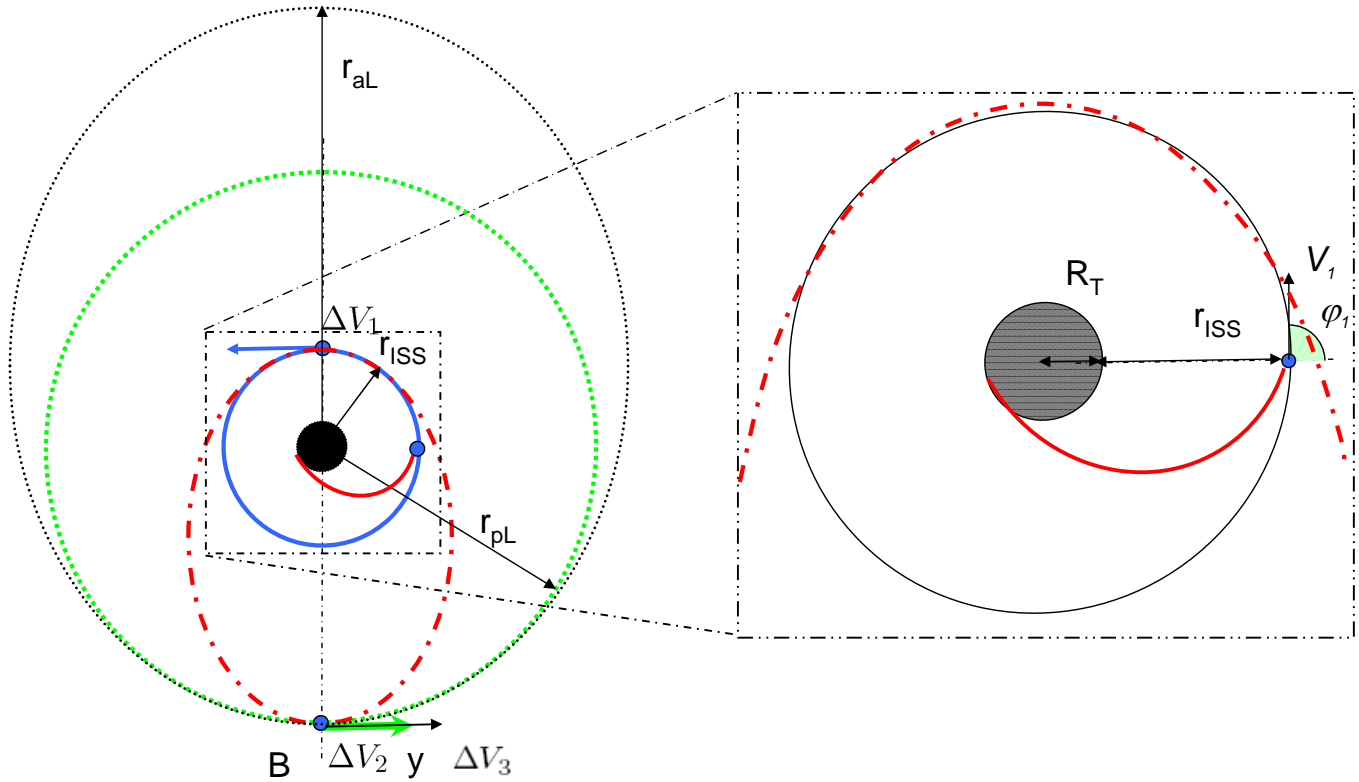 r_aL
ΔV_1
r_ISS
r_pL
B ΔV_2 y ΔV_3
R_T
V_1
r_ISS
φ_1